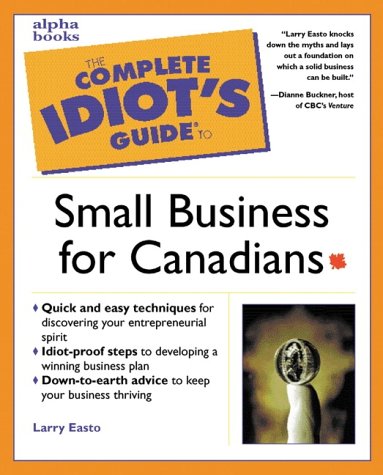 alpha
books
THE
COMPLETE
IDIOT'S
GUIDE® TO
"Larry Easto knocks
down the myths and lays
out a foundation on
which a solid business
can be built."
—Dianne Buckner, host
of CBC's Venture
Small Business
for Canadians
♦ Quick and easy techniques for
discovering your entrepreneurial
spirit
♦ Idiot-proof steps to developing a
winning business plan
♦ Down-to-earth advice to keep
your business thriving
Larry Easto